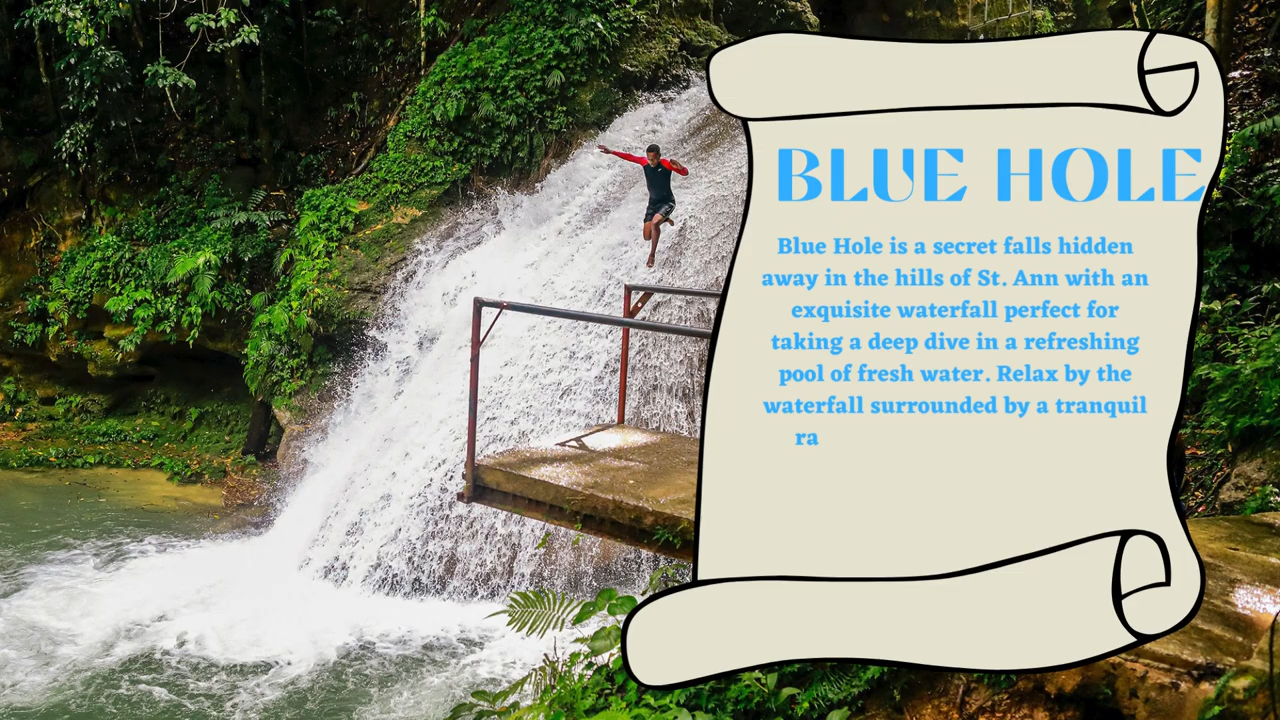 BLUE HOLE
Blue Hole is a secret falls hidden
away in the hills of St. Ann with an
exquisite waterfall perfect for
taking a deep dive in a refreshing
pool of fresh water. Relax by the
waterfall surrounded by a tranquil
ra